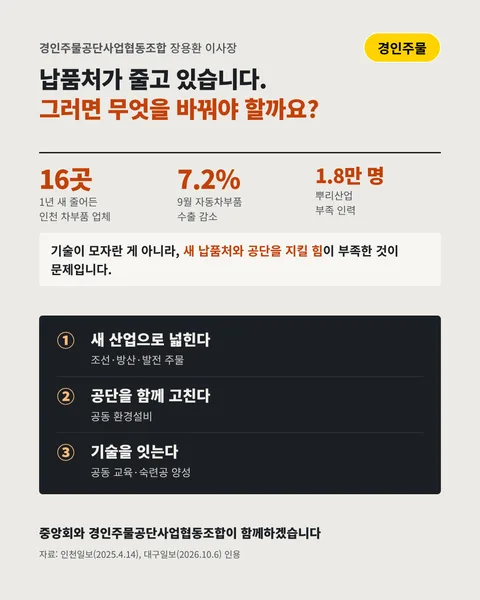 경인주물공단사업협동조합 장용환 이사장
경인주물
납품처가 줄고 있습니다.
그러면 무엇을 바꿔야 할까요?
16곳
1년 새 줄어든
인천 차부품 업체
7.2%
9월 자동차부품
수출 감소
1.8만 명
뿌리산업
부족 인력
기술이 모자란 게 아니라, 새 납품처와 공단을 지킬 힘이 부족한 것이
문제입니다.
① 새 산업으로 넓힌다
조선·방산·발전 주물
② 공단을 함께 고친다
공동 환경설비
③ 기술을 잇는다
공동 교육·숙련공 양성
중앙회와 경인주물공단사업협동조합이 함께하겠습니다
자료: 인천일보(2025.4.14), 대구일보(2026.10.6) 인용